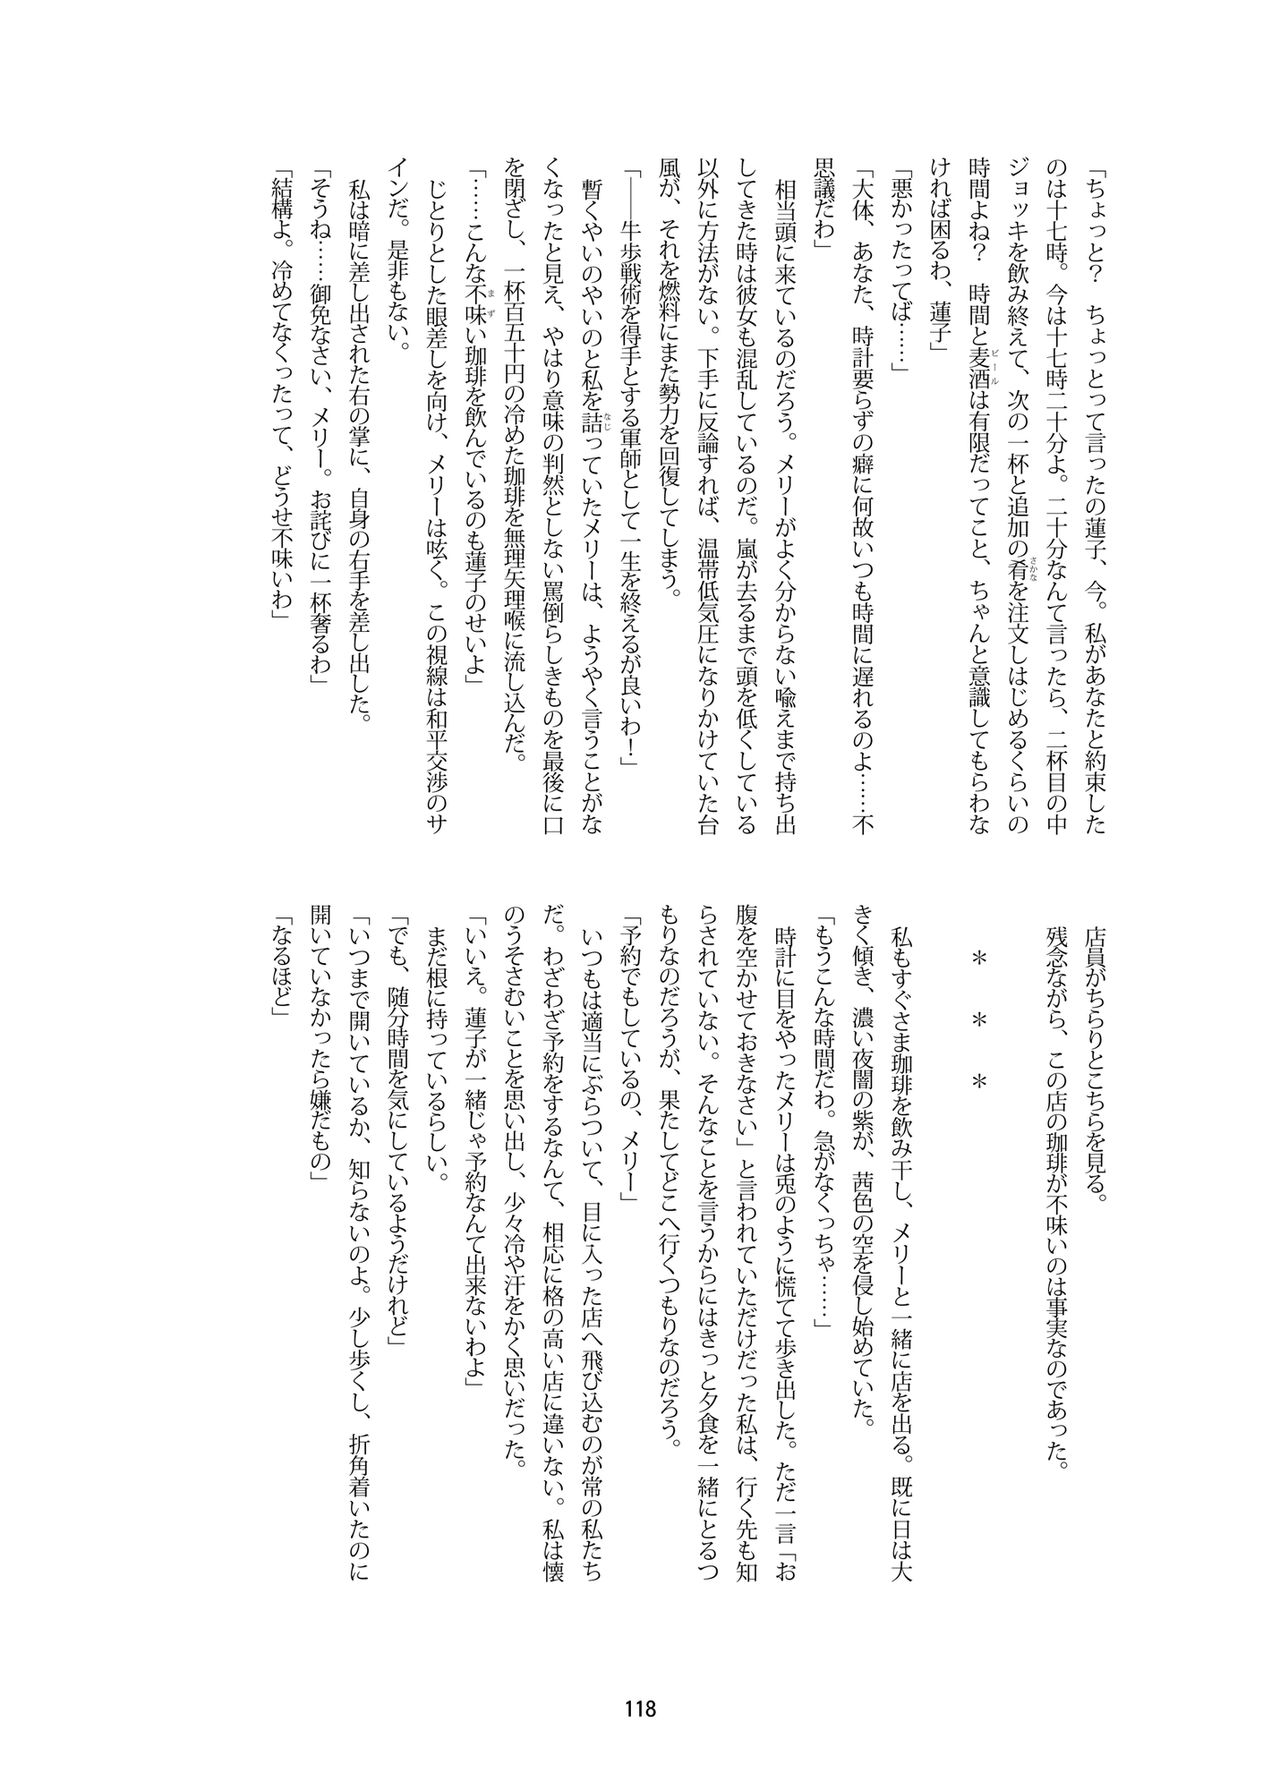 「ちょっと？　ちょっとって言ったの蓮子、今。私があなたと約束した
のは十七時。今は十七時二十分よ。二十分なんて言ったら、二杯目の中
ジョッキを飲み終えて、次の一杯と追加の肴を注文しはじめるくらいの
時間よね？　時間と麦酒は有限だってこと、ちゃんと意識してもらわな
ければ困るわ、蓮子」
「悪かったってば……」
「大体、あなた、時計要らずの癖に何故いつも時間に遅れるのよ……不
思議だわ」
　相当頭に来ているのだろう。メリーがよく分からない喩えまで持ち出
してきた時は彼女も混乱しているのだ。嵐が去るまで頭を低くしている
以外に方法がない。下手に反論すれば、温帯低気圧になりかけていた台
風が、それを燃料にまた勢力を回復してしまう。
「――牛歩戦術を得手とする軍師として一生を終えるが良いわ！」
　暫くやいのやいのと私を詰っていたメリーは、ようやく言うことがな
くなったと見え、やはり意味の判然としない罵倒らしきものを最後に口
を閉ざし、一杯百五十円の冷めた珈琲を無理矢理喉に流し込んだ。
「……こんな不味い珈琲を飲んでいるのも蓮子のせいよ」
　じとりとした眼差しを向け、メリーは呟く。この視線は和平交渉のサ
インだ。是非もない。
　私は暗に差し出された右の掌に、自身の右手を差し出した。
「そうね……御免なさい、メリー。お詫びに一杯奢るわ」
「結構よ。冷めてなくったって、どうせ不味いわ」
　店員がちらりとこちらを見る。
　残念ながら、この店の珈琲が不味いのは事実なのであった。
＊　＊　＊
　私もすぐさま珈琲を飲み干し、メリーと一緒に店を出る。既に日は大
きく傾き、濃い夜闇の紫が、茜色の空を侵し始めていた。
「もうこんな時間だわ。急がなくっちゃ……」
　時計に目をやったメリーは兎のように慌てて歩き出した。ただ一言「お
腹を空かせておきなさい」と言われていただけだった私は、行く先も知
らされていない。そんなことを言うからにはきっと夕食を一緒にとるつ
もりなのだろうが、果たしてどこへ行くつもりなのだろう。
「予約でもしているの、メリー」
　いつもは適当にぶらついて、目に入った店へ飛び込むのが常の私たち
だ。わざわざ予約をするなんて、相応に格の高い店に違いない。私は懐
のうそさむいことを思い出し、少々冷や汗をかく思いだった。
「いいえ。蓮子が一緒じゃ予約なんて出来ないわよ」
　まだ根に持っているらしい。
「でも、随分時間を気にしているようだけれど」
「いつまで開いているか、知らないのよ。少し歩くし、折角着いたのに
開いていなかったら嫌だもの」
「なるほど」
118